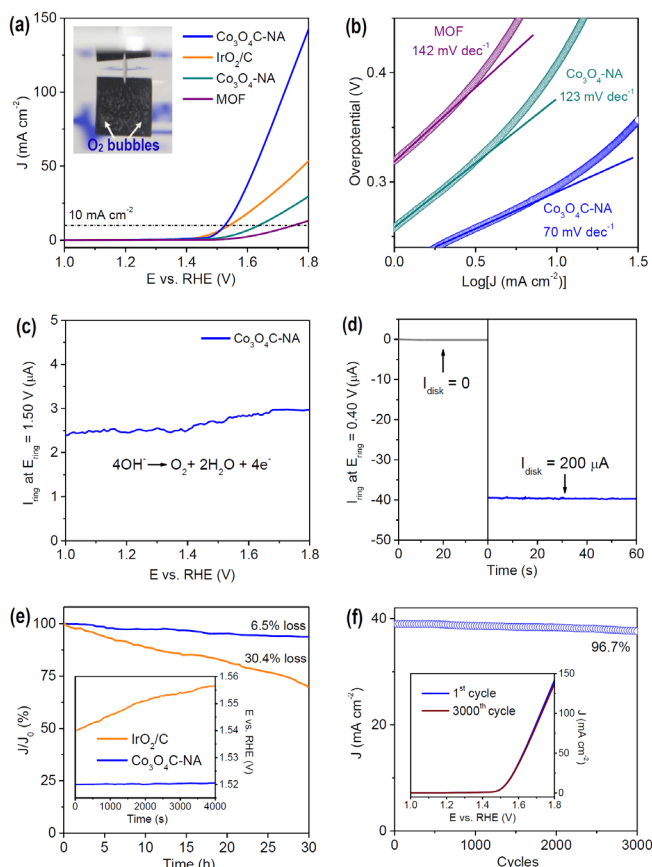 (a)
150
125
100
75
50
25
0
J (mA cm⁻²)
Co₃O₄C-NA
IrO₂/C
Co₃O₄-NA
MOF
O₂ bubbles
10 mA cm⁻²
1.0 1.2 1.4 1.6 1.8
E vs. RHE (V)
(b)
0.4
0.3
Overpotential (V)
MOF
142 mV dec⁻¹
Co₃O₄-NA
123 mV dec⁻¹
Co₃O₄C-NA
70 mV dec⁻¹
0.0 0.5 1.0 1.5
Log[J (mA cm⁻²)]
(c)
5
4
3
2
1
0
I_ring at E_ring = 1.50 V (μA)
Co₃O₄C-NA
4OH⁻ → O₂+ 2H₂O + 4e⁻
1.0 1.2 1.4 1.6 1.8
E vs. RHE (V)
(d)
0
-10
-20
-30
-40
-50
I_ring at E_ring = 0.40 V (μA)
I_disk = 0
I_disk = 200 μA
0 20 0 20 40 60
Time (s)
(e)
100
75
50
25
0
J/J₀ (%)
6.5% loss
30.4% loss
1.56
1.55
1.54
1.53
1.52
E vs. RHE (V)
IrO₂/C
Co₃O₄C-NA
0 1000 2000 3000 4000
Time (s)
0 5 10 15 20 25 30
Time (h)
(f)
40
30
20
10
0
J (mA cm⁻²)
96.7%
150
100
50
0
J (mA cm⁻²)
1ˢᵗ cycle
3000ᵗʰ cycle
1.0 1.2 1.4 1.6 1.8
E vs. RHE (V)
0 1000 2000 3000
Cycles